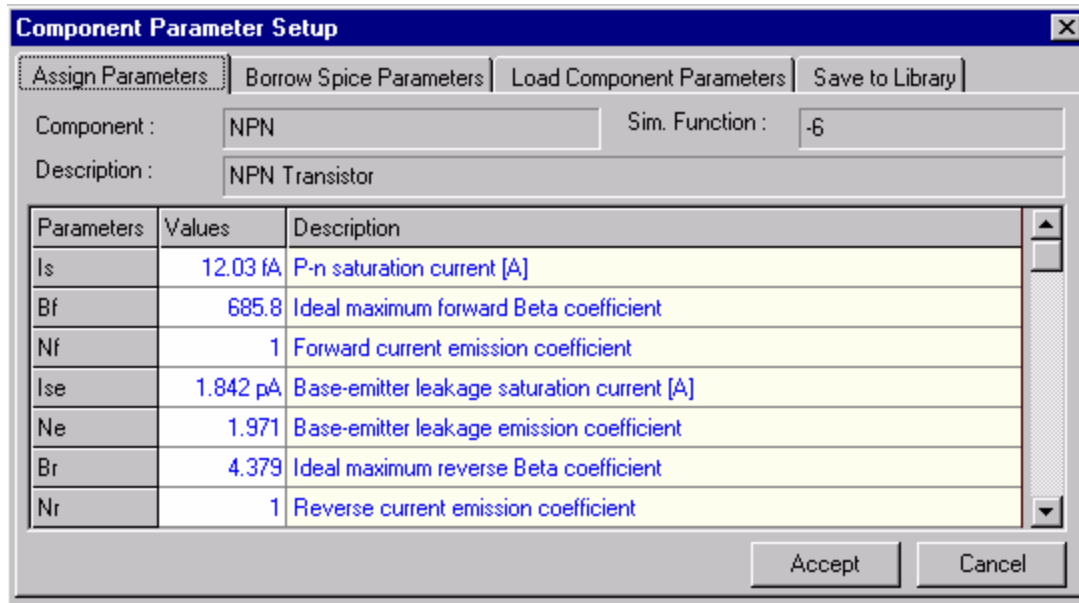 Component Parameter Setup
Assign Parameters Borrow Spice Parameters Load Component Parameters Save to Library
Component : NPN Sim. Function : -6
Description : NPN Transistor
Parameters Values Description
Is 12.03 fA P-n saturation current [A]
Bf 685.8 Ideal maximum forward Beta coefficient
Nf 1 Forward current emission coefficient
Ise 1.842 pA Base-emitter leakage saturation current [A]
Ne 1.971 Base-emitter leakage emission coefficient
Br 4.379 Ideal maximum reverse Beta coefficient
Nr 1 Reverse current emission coefficient
Accept Cancel